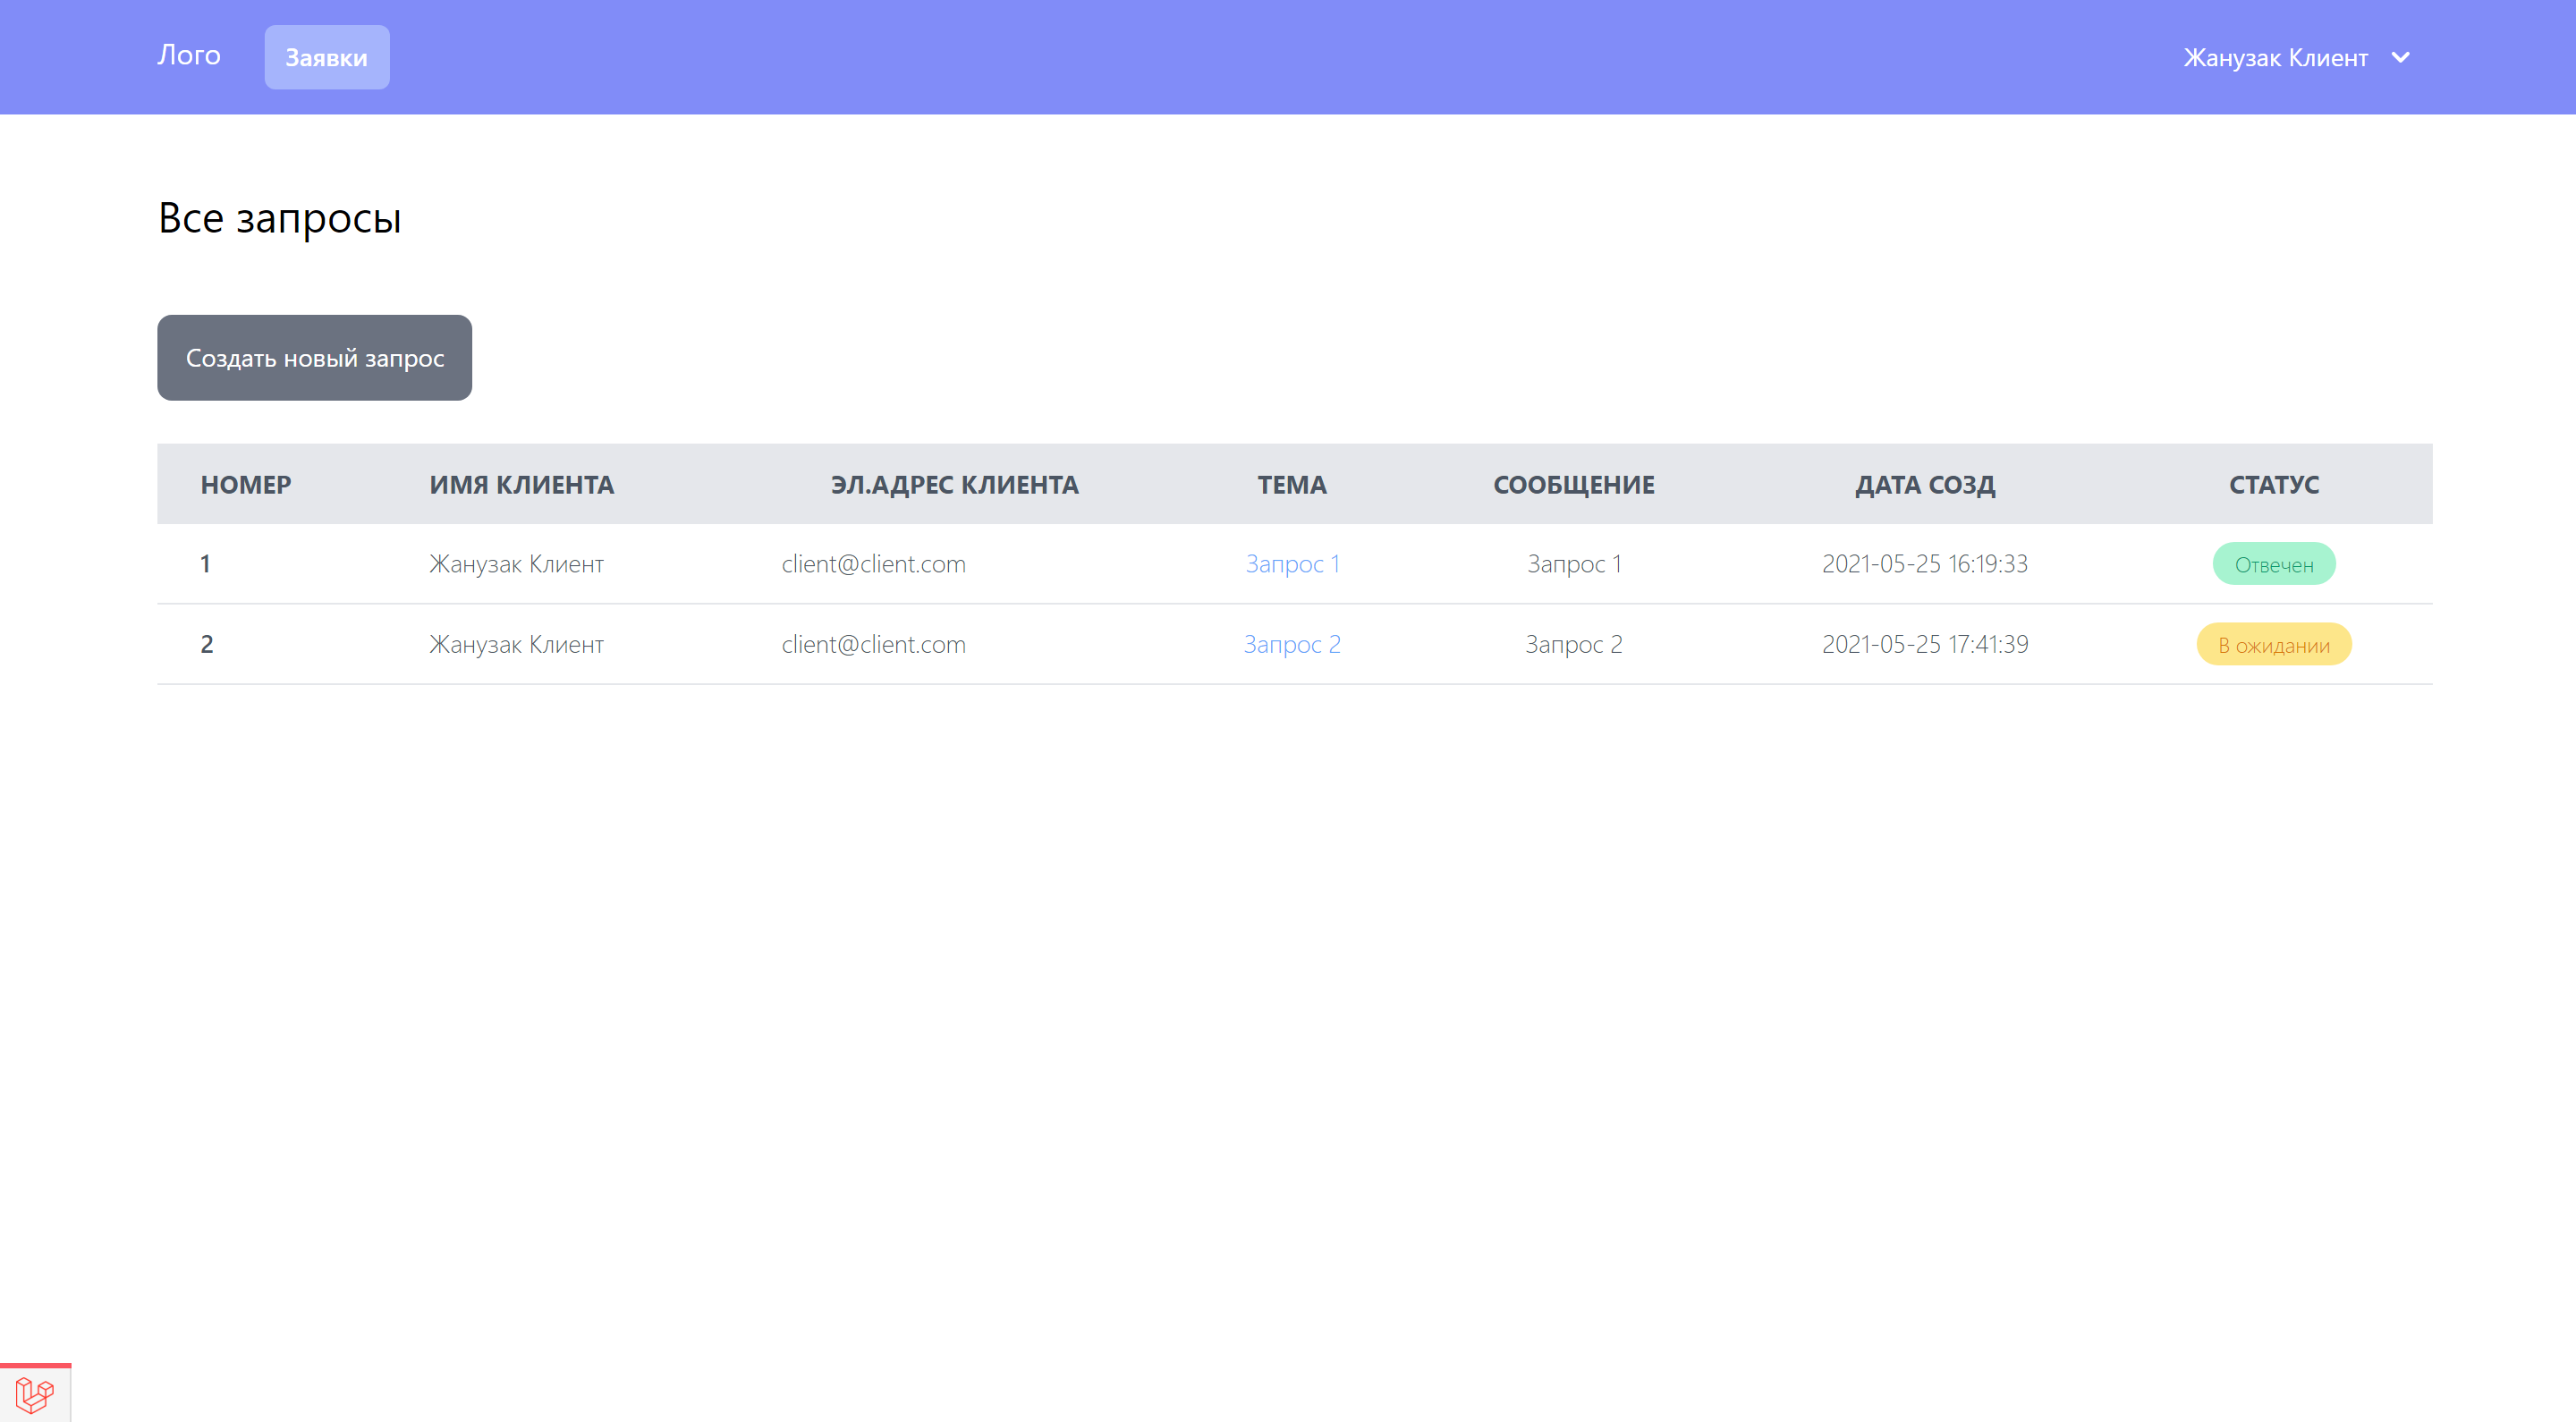 Лого Заявки Жанузак Клиент
Все запросы
Создать новый запрос
НОМЕР ИМЯ КЛИЕНТА ЭЛ.АДРЕС КЛИЕНТА ТЕМА СООБЩЕНИЕ ДАТА СОЗД СТАТУС
1 Жанузак Клиент client@client.com Запрос 1 Запрос 1 2021-05-25 16:19:33 Отвечен
2 Жанузак Клиент client@client.com Запрос 2 Запрос 2 2021-05-25 17:41:39 В ожидании